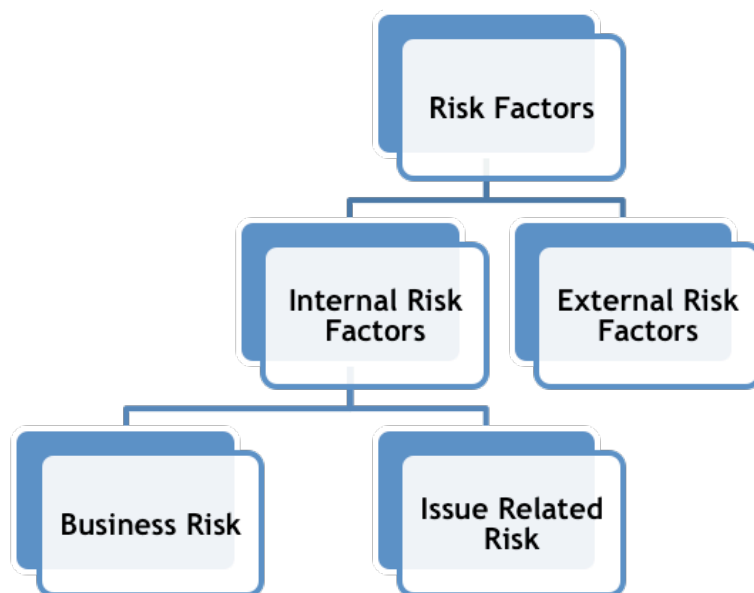 Risk Factors
Internal Risk
Factors
External Risk
Factors
Business Risk
Issue Related
Risk